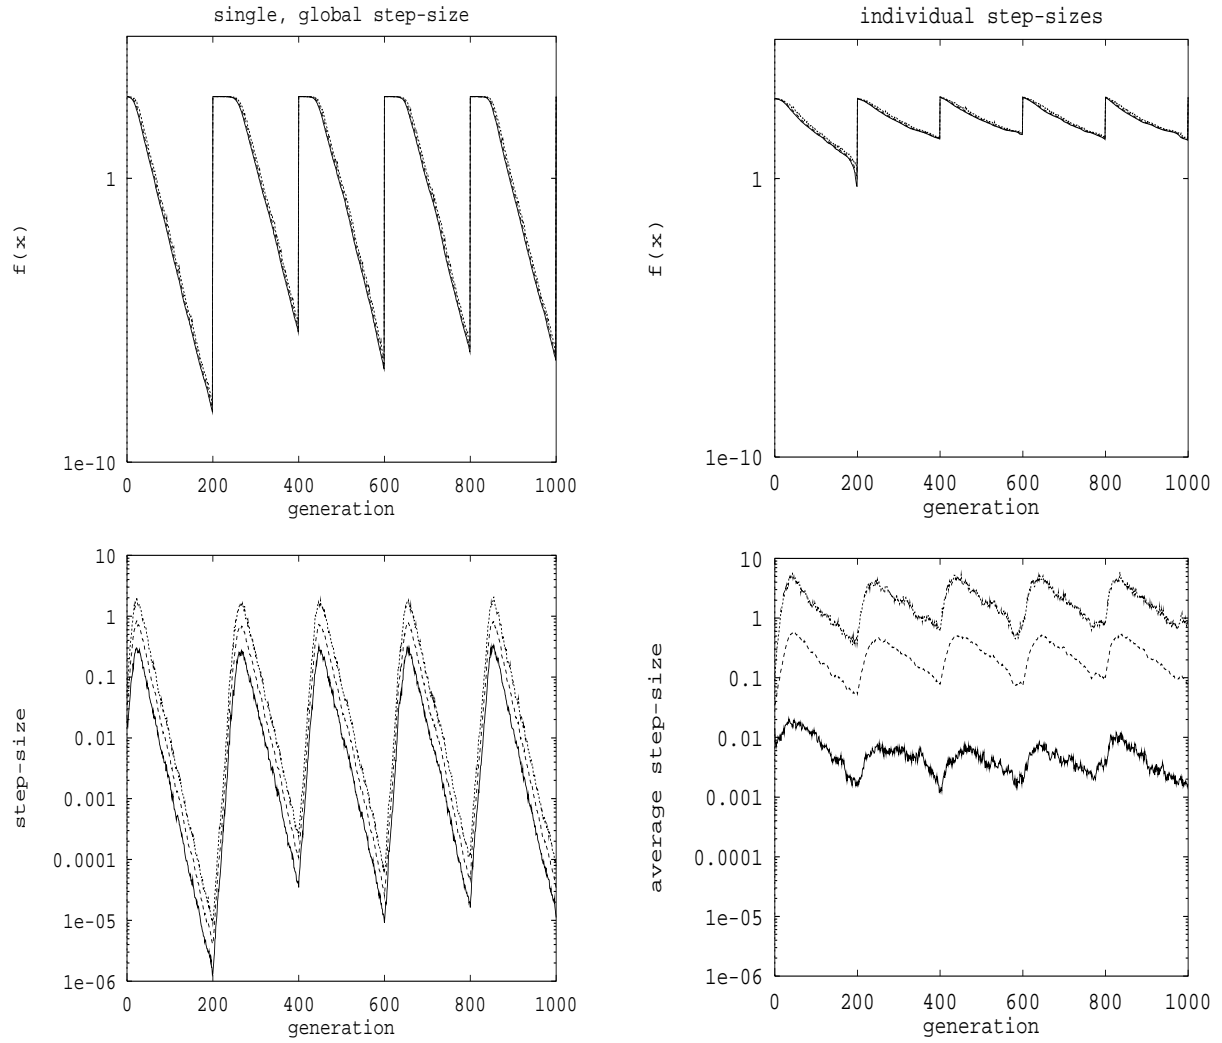 single, global step-size
f(x)
1
1e-10
0 200 400 600 800 1000
generation
individual step-sizes
f(x)
1
1e-10
0 200 400 600 800 1000
generation
step-size
10
1
0.1
0.01
0.001
0.0001
1e-05
1e-06
0 200 400 600 800 1000
generation
average step-size
10
1
0.1
0.01
0.001
0.0001
1e-05
1e-06
0 200 400 600 800 1000
generation